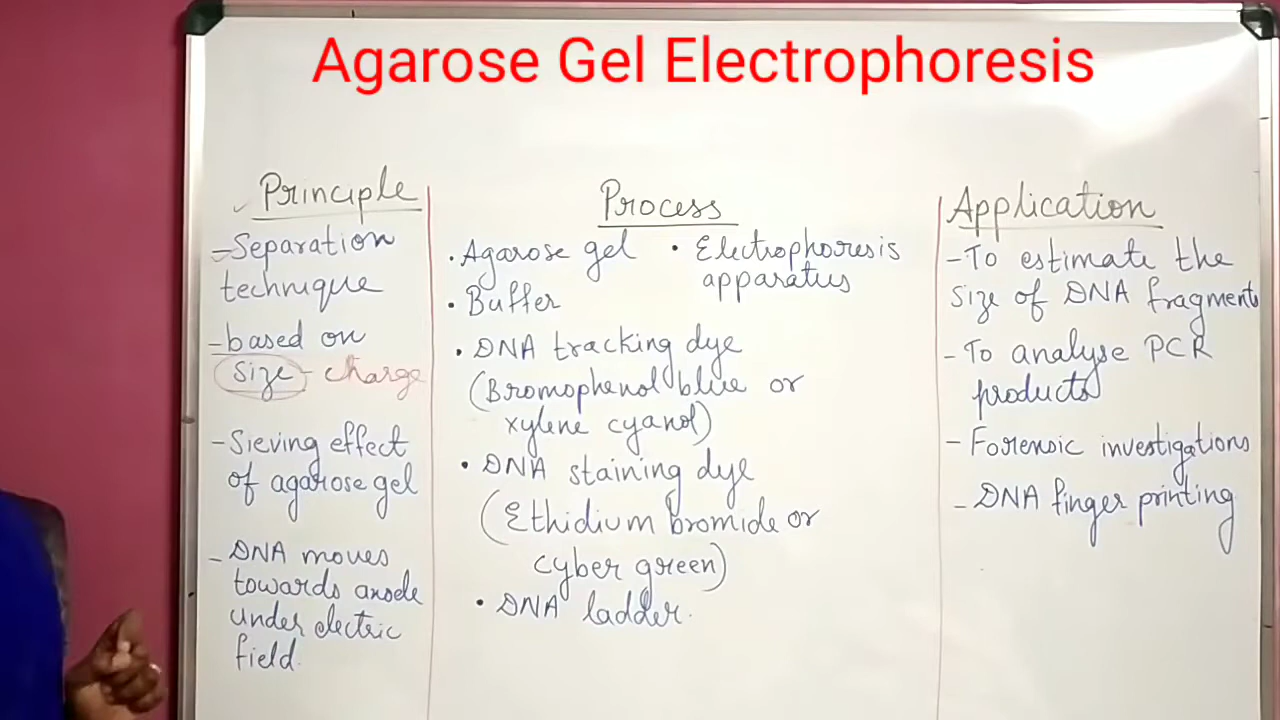 Agarose Gel Electrophoresis
Principle
- Separation
technique
- based on
size - charge
- Sieving effect
of agarose gel
- DNA moves
towards anode
under electric
field.
Process
• Agarose gel
• Electrophoresis
apparatus
• Buffer
• DNA tracking dye
(Bromophenol blue or
xylene cyanol)
• DNA staining dye
(Ethidium bromide or
cyber green)
• DNA ladder.
Application
- To estimate the
size of DNA fragments
- To analyse PCR
products
- Forensic investigations
- DNA finger printing